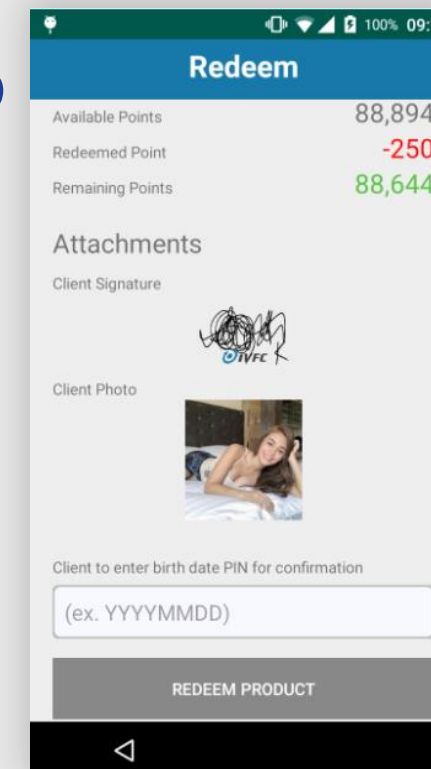 100% 09:
Redeem
Available Points 88,894
Redeemed Point -250
Remaining Points 88,644
Attachments
Client Signature
iVFC
Client Photo
Client to enter birth date PIN for confirmation
(ex. YYYYMMDD)
REDEEM PRODUCT